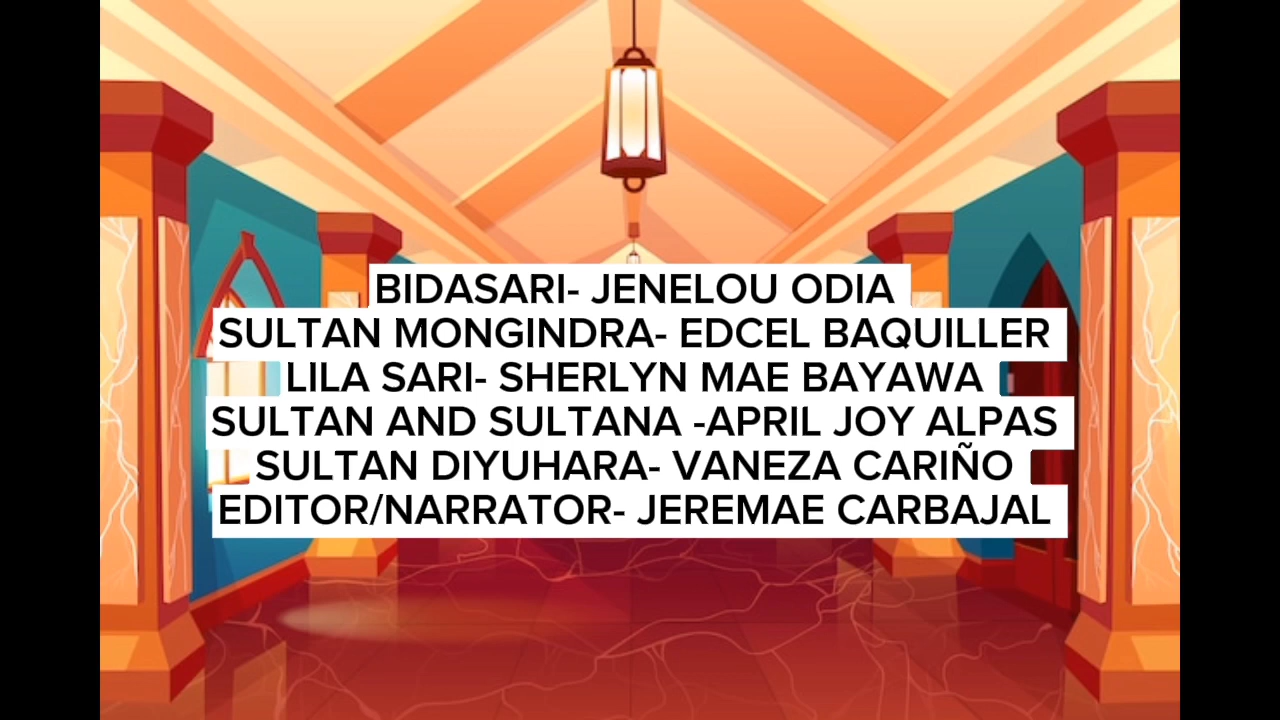 BIDASARI- JENELOU ODIA
SULTAN MONGINDRA- EDCEL BAQUILLER
LILA SARI- SHERLYN MAE BAYAWA
SULTAN AND SULTANA -APRIL JOY ALPAS
SULTAN DIYUHARA- VANEZA CARIÑO
EDITOR/NARRATOR- JEREMAE CARBAJAL